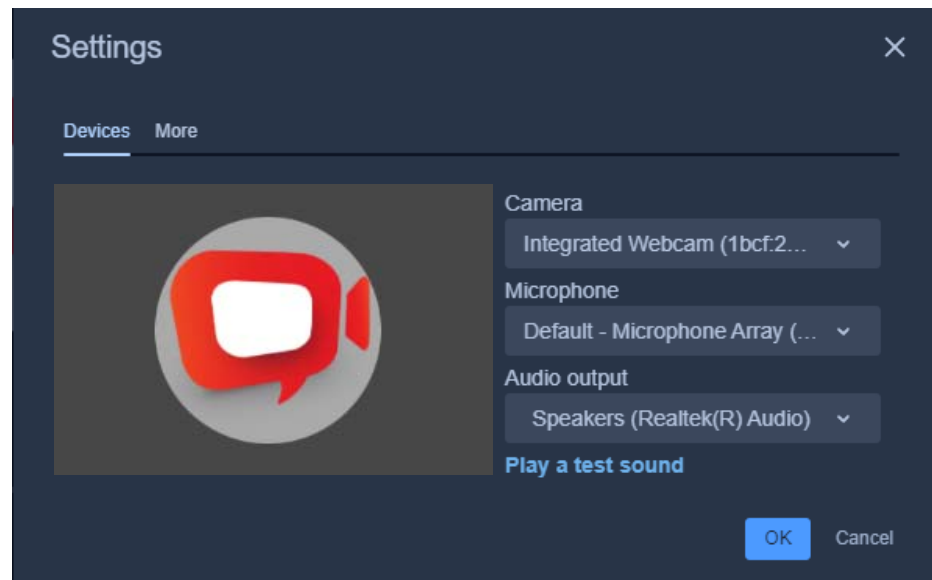 Settings
Devices More
Camera
Integrated Webcam (1bcf:2...
Microphone
Default - Microphone Array (...
Audio output
Speakers (Realtek(R) Audio)
Play a test sound
OK Cancel